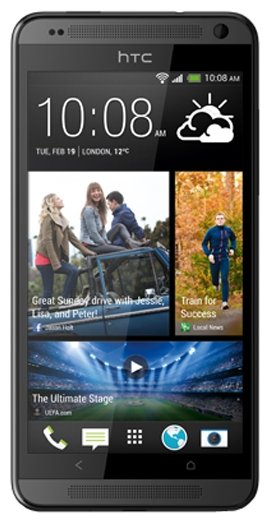 hTC
10:08 AM
10:08 AM
TUE, FEB 19 | LONDON, 12°C
Great Sunday drive with Jessie,
Lisa, and Peter!
Jason Holt
Train for
Success
Local News
The Ultimate Stage
UEFA.com